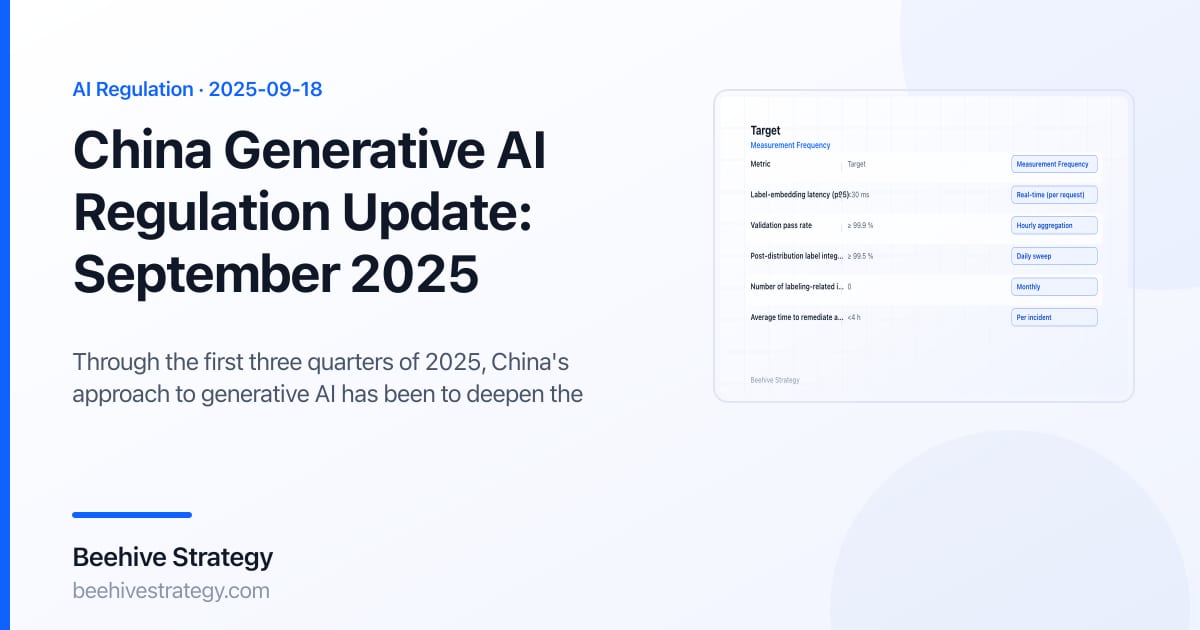 AI Regulation · 2025-09-18
China Generative AI
Regulation Update:
September 2025
Through the first three quarters of 2025, China's
approach to generative AI has been to deepen the
Beehive Strategy
beehivestrategy.com
Target
Measurement Frequency
Metric Target Measurement Frequency
Label-embedding latency 30 ms Real-time (per request)
Validation pass rate ≥ 99.9 % Hourly aggregation
Post-distribution label integ... ≥ 99.5 % Daily sweep
Number of labeling-related i... 0 Monthly
Average time to remediate a... <4 h Per incident
Beehive Strategy